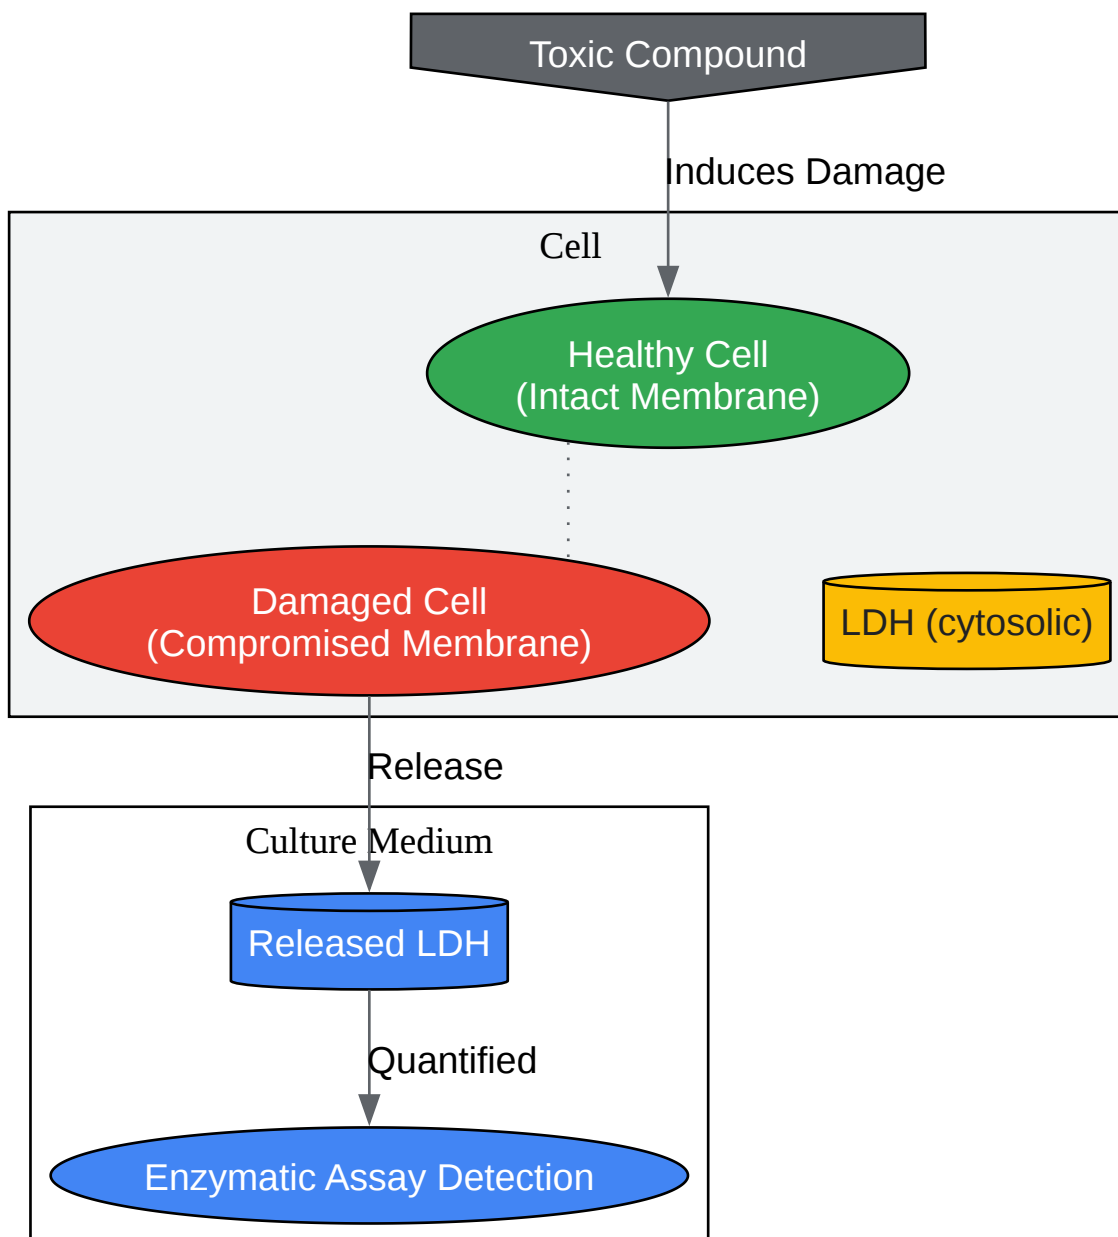 Toxic Compound
Induces Damage
Cell
Healthy Cell
(Intact Membrane)
Damaged Cell
(Compromised Membrane)
LDH (cytosolic)
Release
Culture Medium
Released LDH
Quantified
Enzymatic Assay Detection